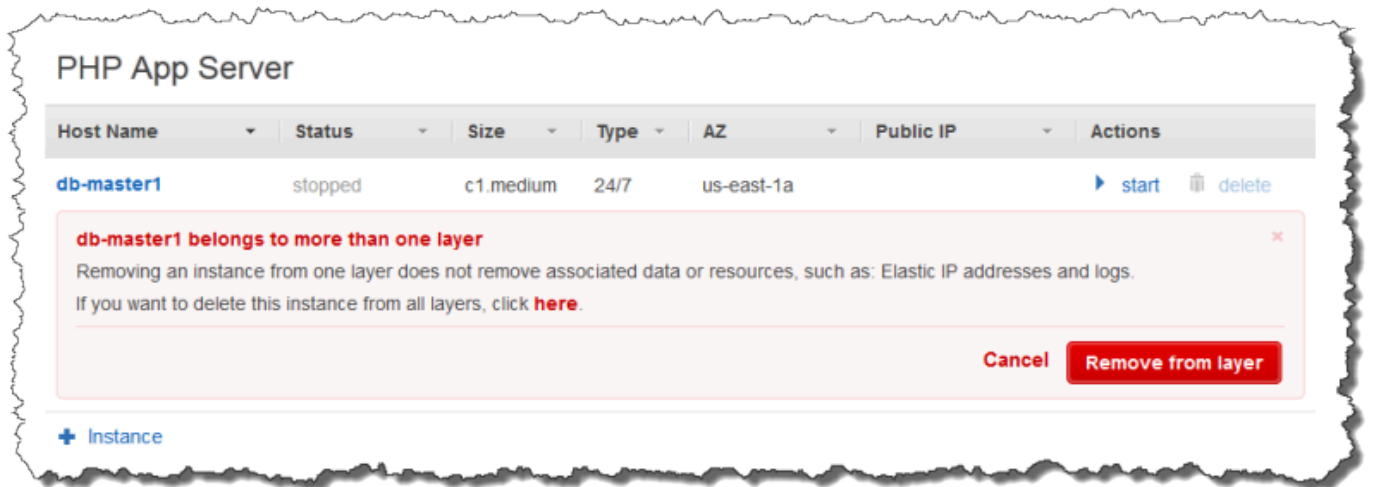 PHP App Server
Host Name Status Size Type AZ Public IP Actions
db-master1 stopped c1.medium 24/7 us-east-1a start delete
db-master1 belongs to more than one layer
Removing an instance from one layer does not remove associated data or resources, such as: Elastic IP addresses and logs.
If you want to delete this instance from all layers, click here.
Cancel Remove from layer
Instance